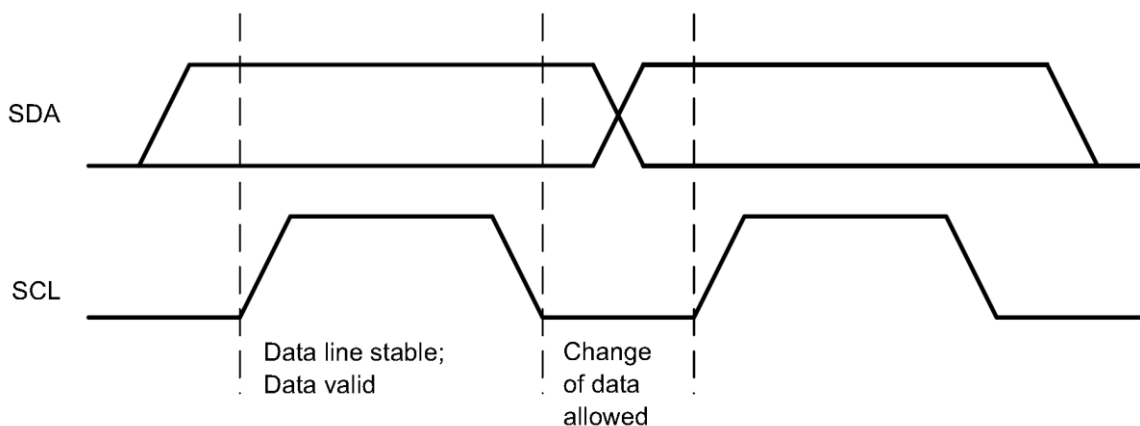 SDA
SCL
Data line stable;
Data valid
Change
of data
allowed